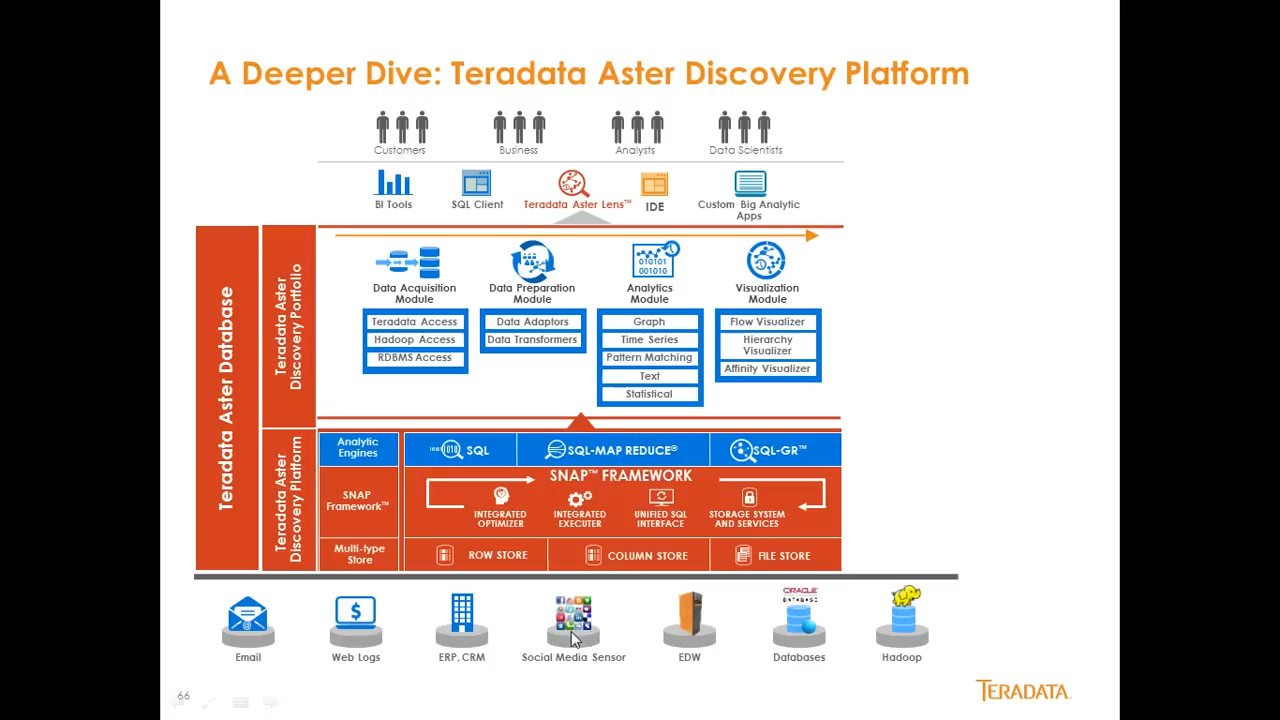 A Deeper Dive: Teradata Aster Discovery Platform
Customers
Business
Analysts
Data Scientists
BI Tools
SQL Client
Teradata Aster Lens™
IDE
Custom Big Analytic
Apps
Teradata Aster Database
Teradata Aster
Discovery Portfolio
Data Acquisition
Module
Teradata Access
Hadoop Access
RDBMS Access
Data Preparation
Module
Data Adaptors
Data Transformers
010101
001010
Analytics
Module
Graph
Time Series
Pattern Matching
Text
Statistical
Visualization
Module
Flow Visualizer
Hierarchy
Visualizer
Affinity Visualizer
Teradata Aster
Discovery Platform
Analytic
Engines
SQL
SQL-MAP REDUCE®
SQL-GR™
SNAP
Framework™
SNAP™ FRAMEWORK
INTEGRATED
OPTIMIZER
INTEGRATED
EXECUTER
UNIFIED SQL
INTERFACE
STORAGE SYSTEM
AND SERVICES
Multi-type
Store
ROW STORE
COLUMN STORE
FILE STORE
ORACLE
DATABASE
Email
Web Logs
ERP, CRM
Social Media Sensor
EDW
Databases
Hadoop
66
TERADATA